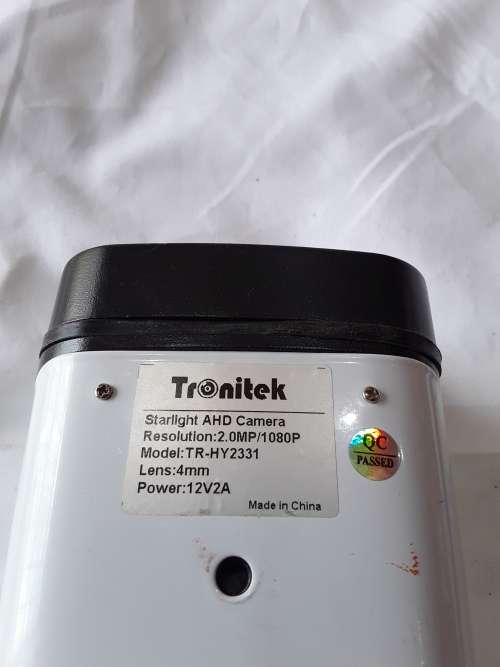 Tronitek
Starlight AHD Camera
Resolution:2.0MP/1080P
Model:TR-HY2331
Lens:4mm
Power:12V2A
Made in China
QC
PASSED